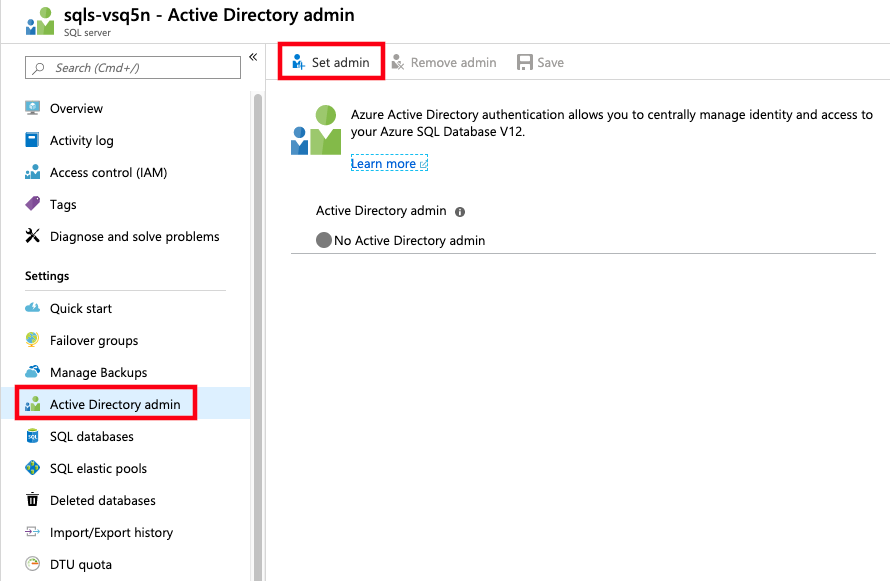 sqls-vsq5n - Active Directory admin
SQL server
Search (Cmd+/)
«
Overview
Activity log
Access control (IAM)
Tags
Diagnose and solve problems
Settings
Quick start
Failover groups
Manage Backups
Active Directory admin
SQL databases
SQL elastic pools
Deleted databases
Import/Export history
DTU quota
Set admin
Remove admin
Save
Azure Active Directory authentication allows you to centrally manage identity and access to
your Azure SQL Database V12.
Learn more
Active Directory admin
No Active Directory admin